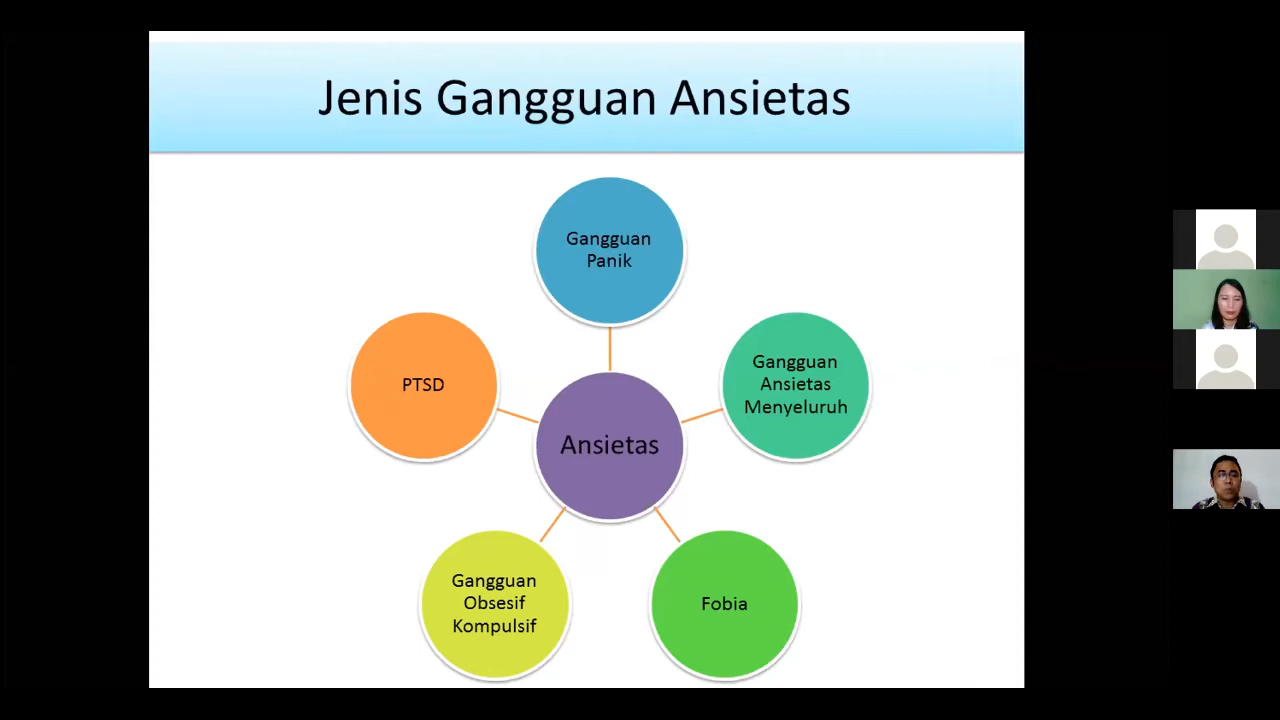 Jenis Gangguan Ansietas
Gangguan
Panik
PTSD
Gangguan
Ansietas
Menyeluruh
Ansietas
Gangguan
Obsesif
Kompulsif
Fobia